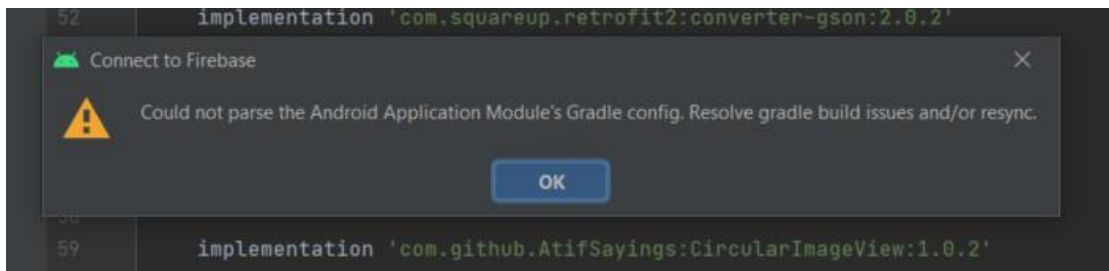 52 implementation 'com.squareup.retrofit2:converter-gson:2.0.2'
Connect to Firebase
Could not parse the Android Application Module's Gradle config. Resolve gradle build issues and/or resync.
OK
59 implementation 'com.github.AtifSayings:CircularImageView:1.0.2'